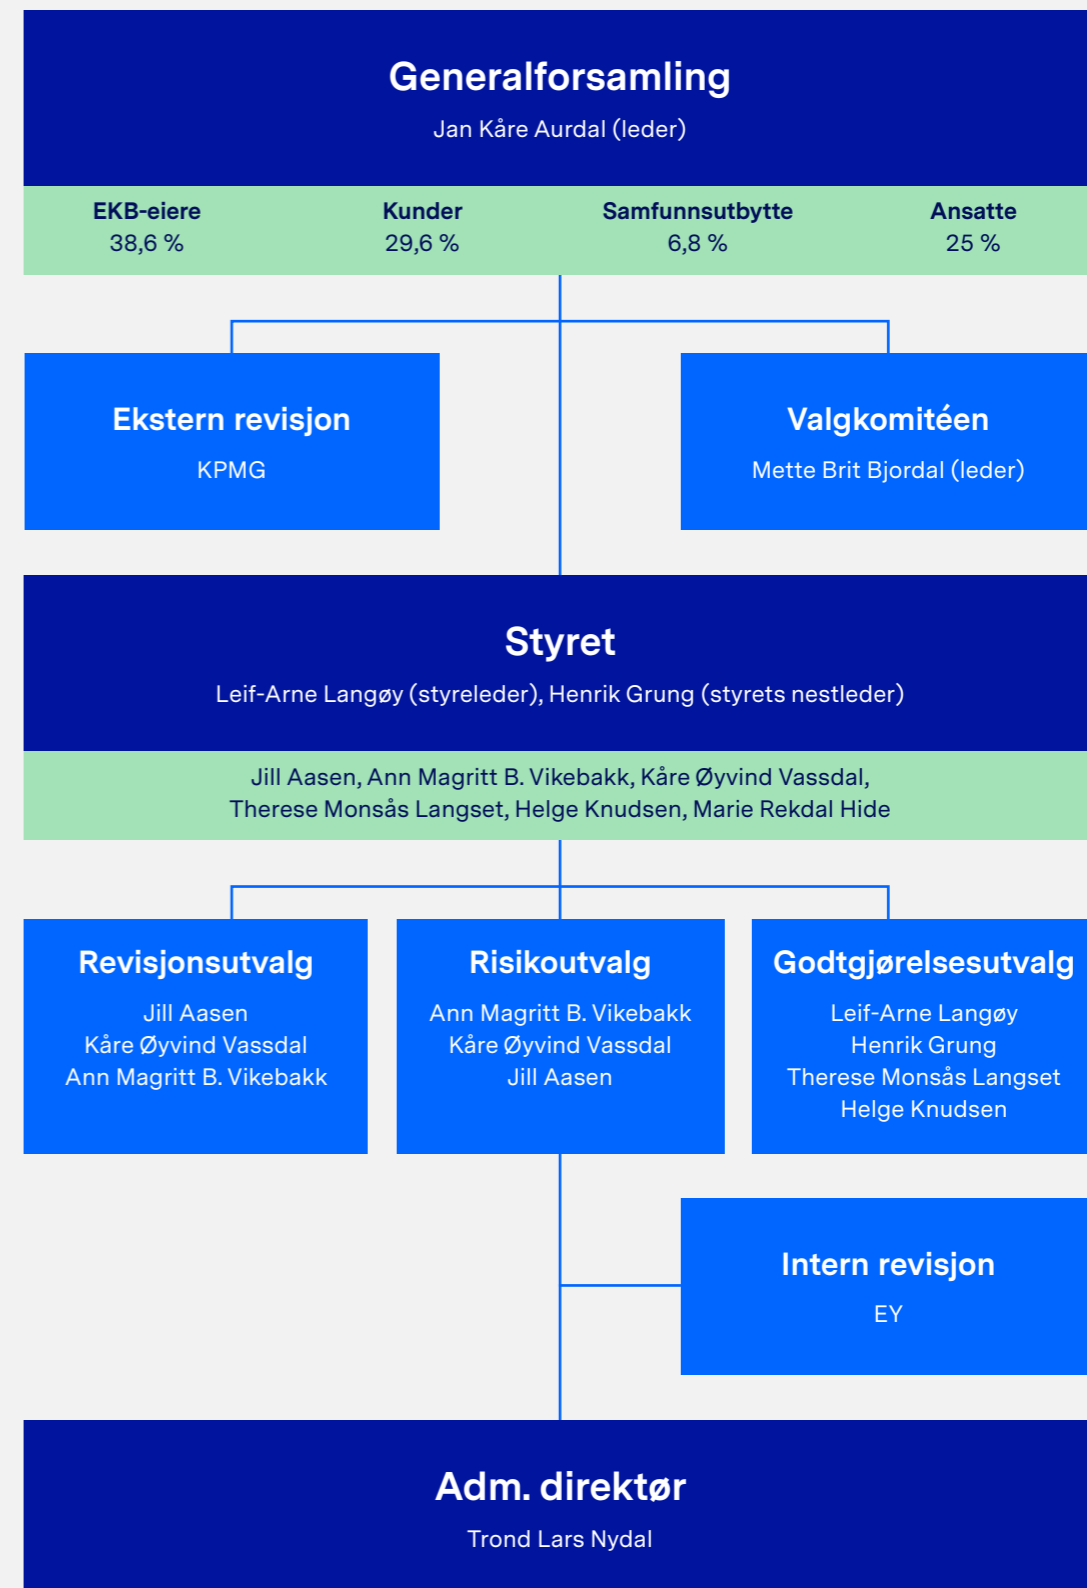 Generalforsamling
Jan Kåre Aurdal (leder)
EKB-eiere
38,6 %
Kunder
29,6 %
Samfunnsutbytte
6,8 %
Ansatte
25 %
Ekstern revisjon
KPMG
Valgkomitéen
Mette Brit Bjordal (leder)
Styret
Leif-Arne Langøy (styreleder), Henrik Grung (styrets nestleder)
Jill Aasen, Ann Magritt B. Vikebakk, Kåre Øyvind Vassdal,
Therese Monsås Langset, Helge Knudsen, Marie Rekdal Hide
Revisjonsutvalg
Jill Aasen
Kåre Øyvind Vassdal
Ann Magritt B. Vikebakk
Risikoutvalg
Ann Magritt B. Vikebakk
Kåre Øyvind Vassdal
Jill Aasen
Godtgjørelsesutvalg
Leif-Arne Langøy
Henrik Grung
Therese Monsås Langset
Helge Knudsen
Intern revisjon
EY
Adm. direktør
Trond Lars Nydal